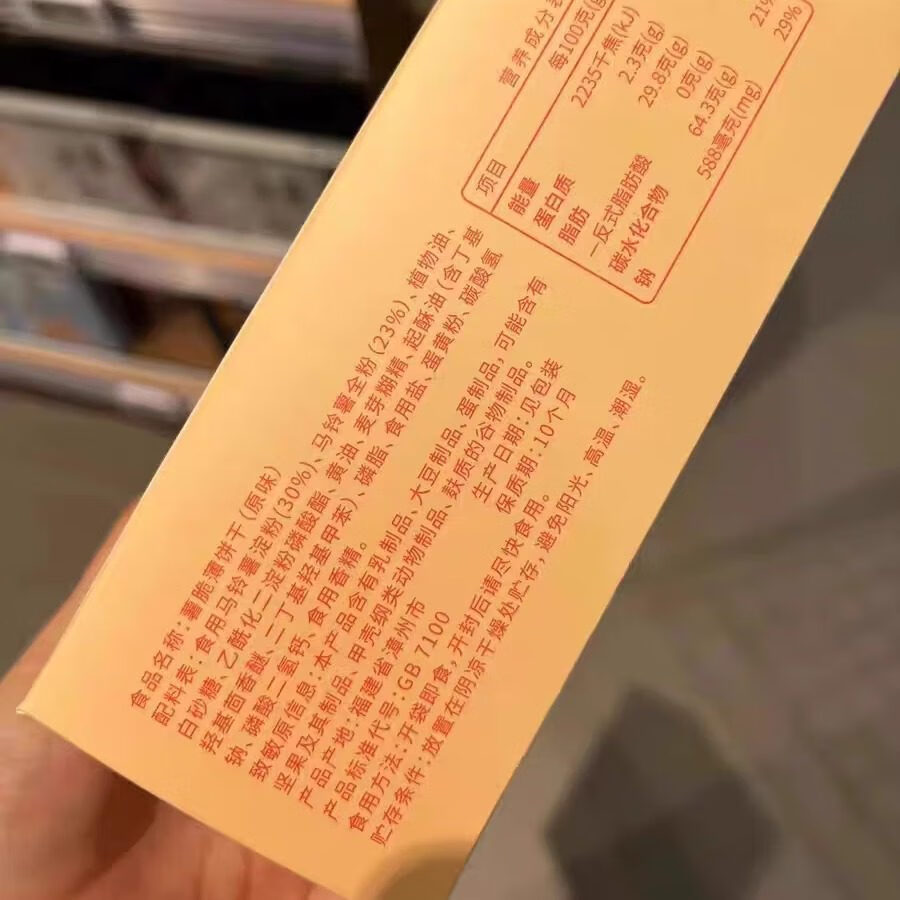 食品名称：薯脆薄饼干(原味)
配料表：食用马铃薯淀粉(30%)、马铃薯全粉(23%)、植物油、
白砂糖、乙酰化二淀粉磷酸酯、黄油、麦芽糊精、起酥油(含丁基
羟基茴香醚、二丁基羟基甲苯)、磷脂、食用盐、蛋黄粉、碳酸氢
钠、磷酸二氢钙、食用香精。
致敏原信息：本产品含有乳制品、大豆制品、蛋制品，可能含有
坚果及其制品、甲壳纲类动物制品、麸质的谷物制品。
产品产地：福建省漳州市 生产日期：见包装
产品标准代号：GB 7100 保质期：10个月
食用方法：开袋即食，开封后请尽快食用。
贮存条件：放置在阴凉干燥处贮存，避免阳光、高温、潮湿。
营养成分
项目 每100克(g)
能量 2235千焦(kJ)
蛋白质 2.3克(g)
脂肪 29.8克(g)
-反式脂肪酸 0克(g)
碳水化合物 64.3克(g) 21%
钠 588毫克(mg) 29%